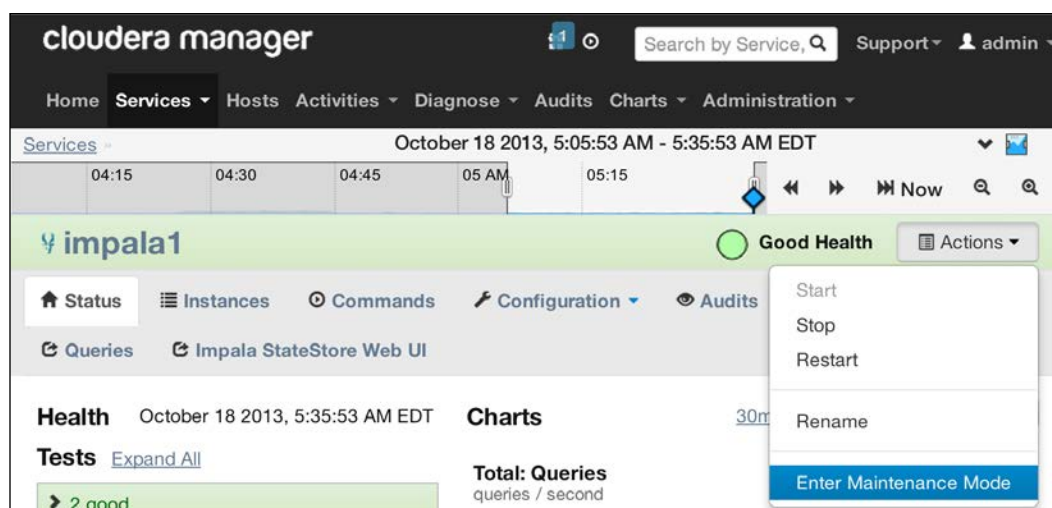 cloudera manager
1
Search by Service,
Support
admin
Home Services Hosts Activities Diagnose Audits Charts Administration
Services
October 18 2013, 5:05:53 AM - 5:35:53 AM EDT
04:15 04:30 04:45 05 AM 05:15
Now
impala1
Good Health
Actions
Status Instances Commands Configuration Audits
Start
Stop
Queries Impala StateStore Web UI
Restart
Health October 18 2013, 5:35:53 AM EDT
Charts
30m
Rename
Tests Expand All
Total: Queries
queries / second
Enter Maintenance Mode
2 good